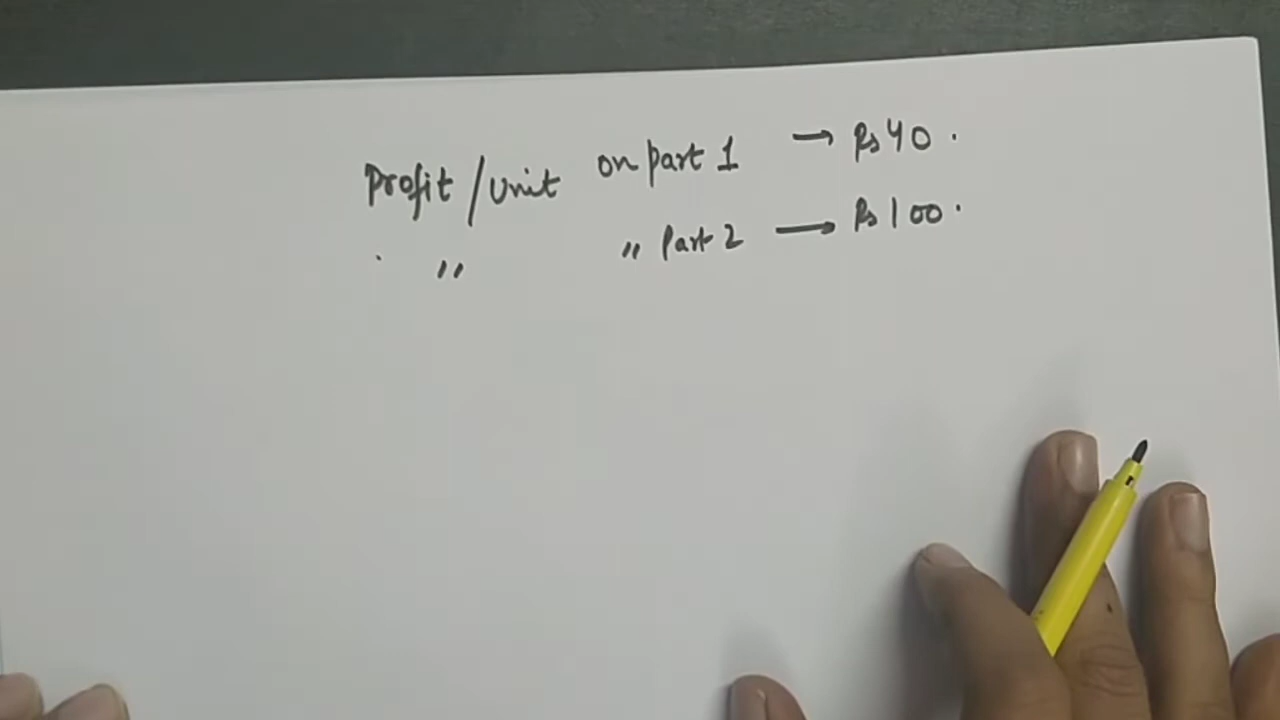 Profit/Unit on part 1 → Rs 40.
" " Part 2 → Rs 100.